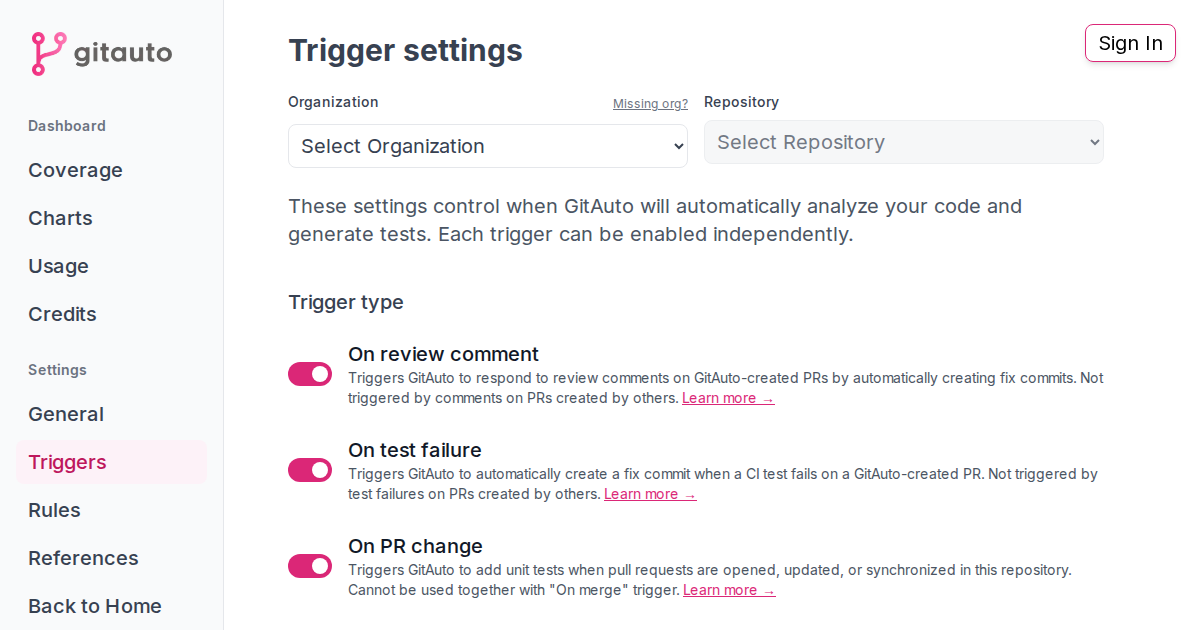 gitauto
Dashboard
Coverage
Charts
Usage
Credits
Settings
General
Triggers
Rules
References
Back to Home
Trigger settings
Sign In
Organization
Missing org?
Repository
Select Organization
Select Repository
These settings control when GitAuto will automatically analyze your code and
generate tests. Each trigger can be enabled independently.
Trigger type
On review comment
Triggers GitAuto to respond to review comments on GitAuto-created PRs by automatically creating fix commits. Not
triggered by comments on PRs created by others. Learn more →
On test failure
Triggers GitAuto to automatically create a fix commit when a CI test fails on a GitAuto-created PR. Not triggered by
test failures on PRs created by others. Learn more →
On PR change
Triggers GitAuto to add unit tests when pull requests are opened, updated, or synchronized in this repository.
Cannot be used together with "On merge" trigger. Learn more →